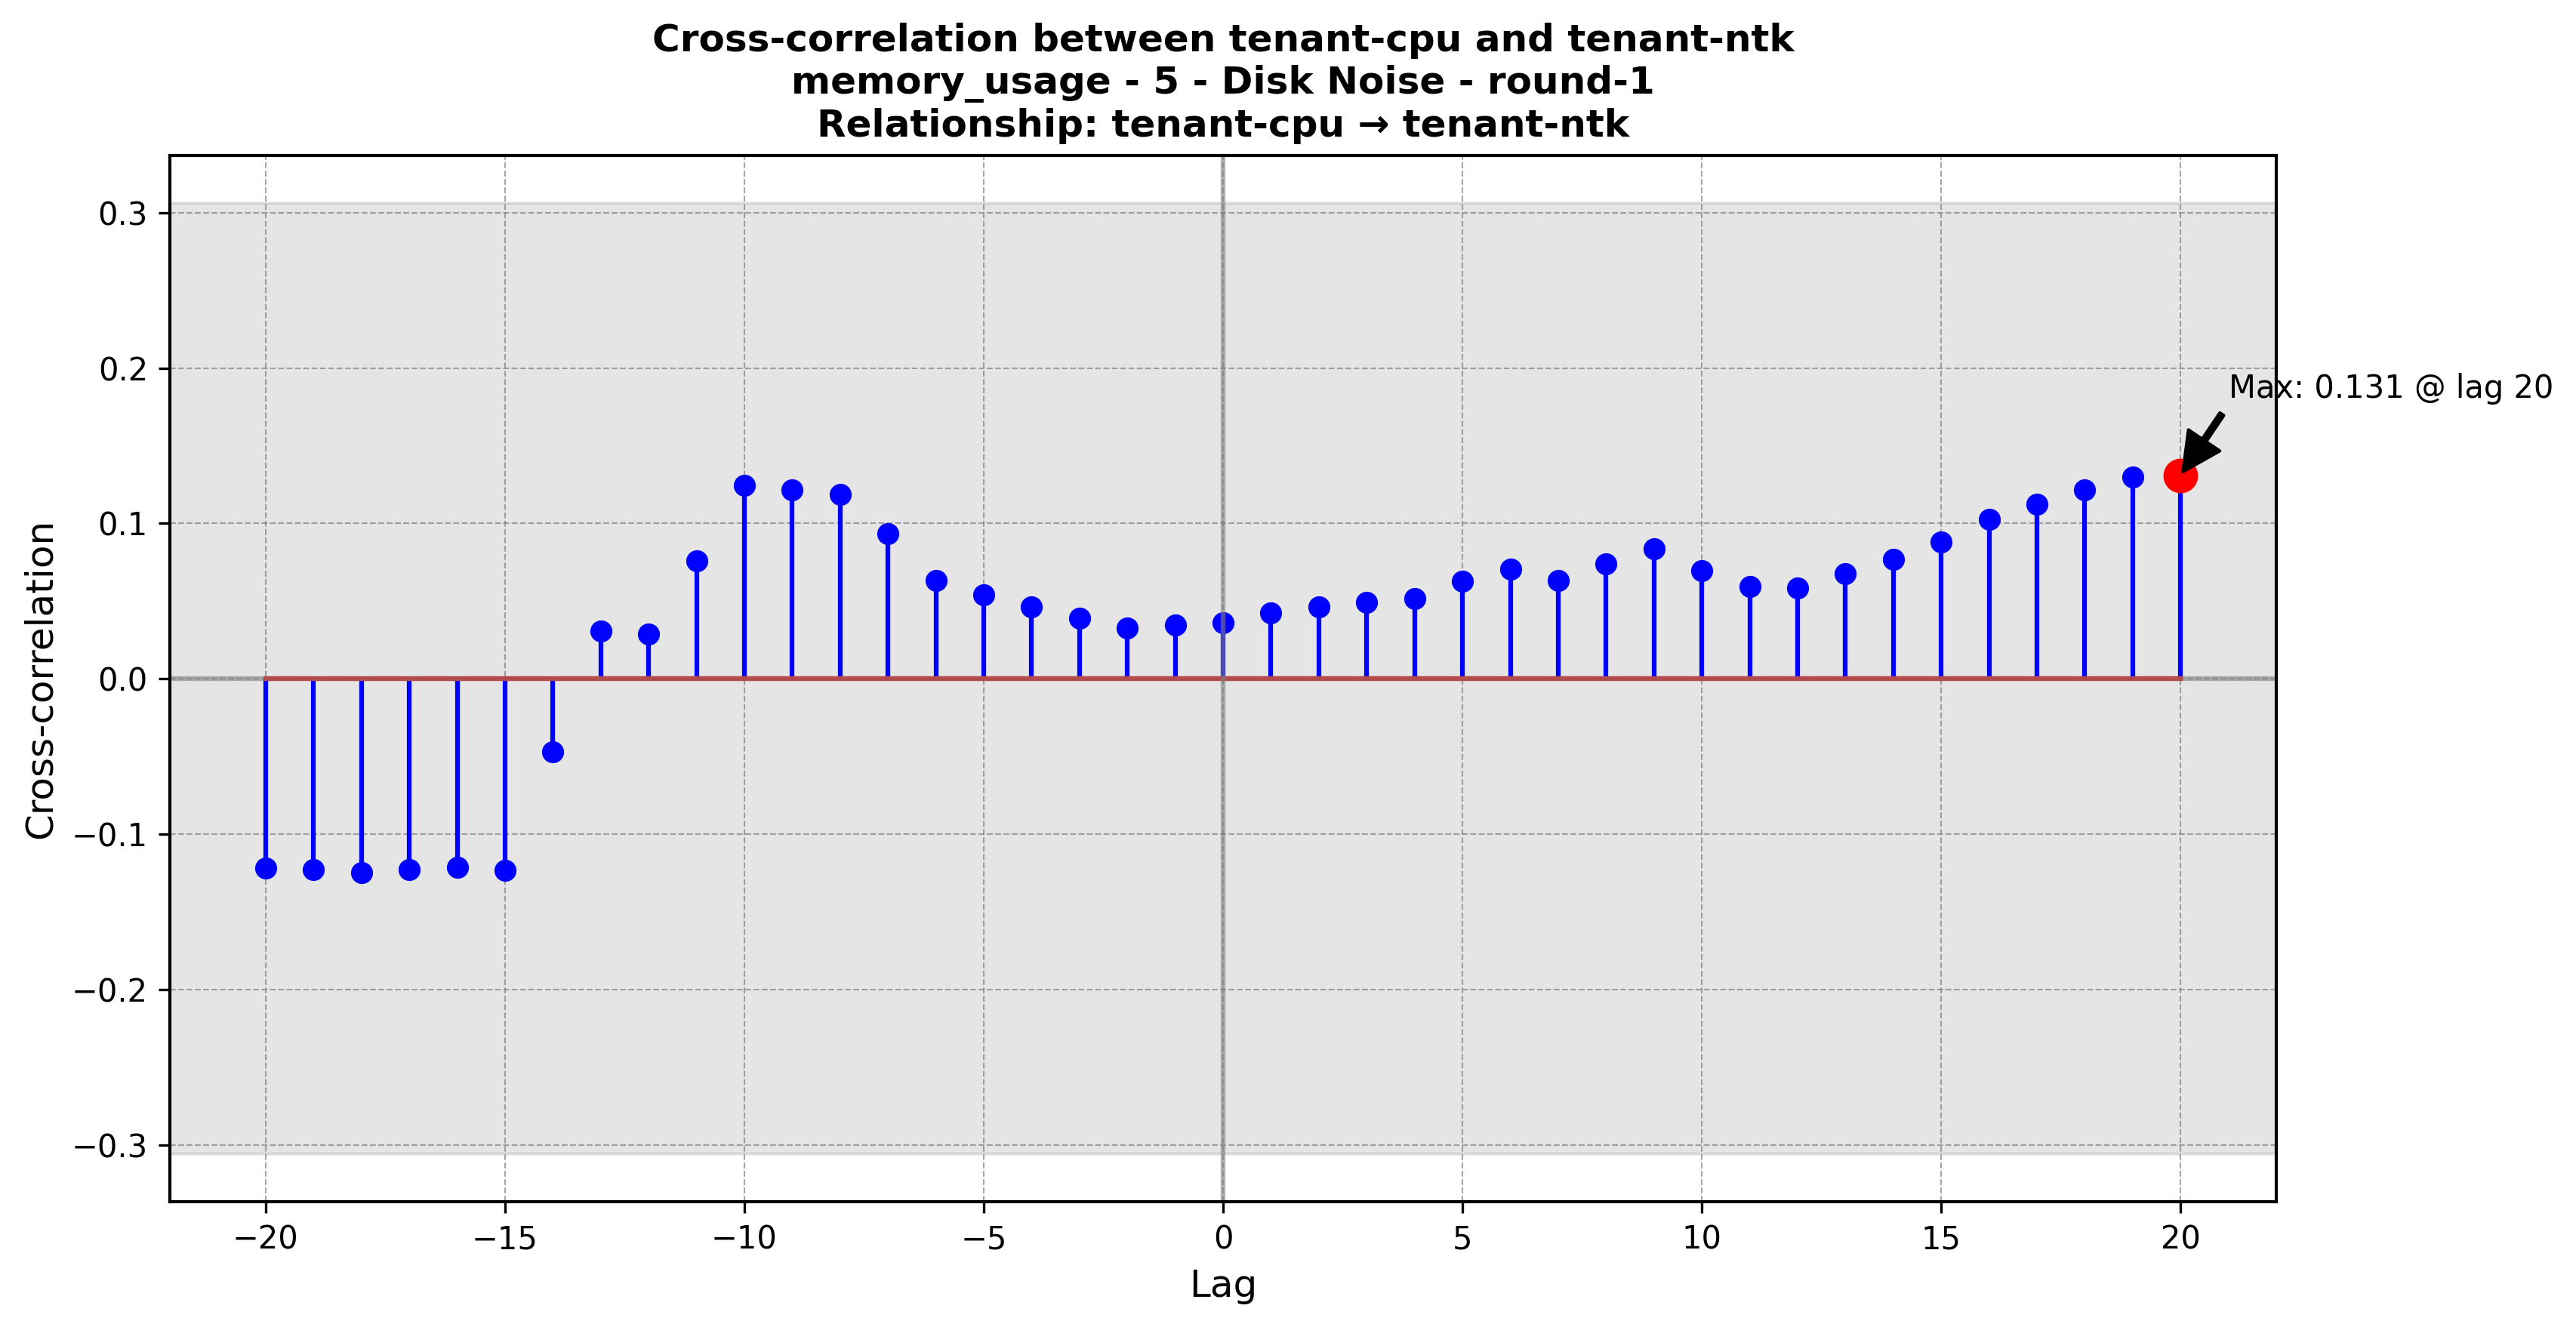 Cross-correlation between tenant-cpu and tenant-ntk
memory_usage - 5 - Disk Noise - round-1
Relationship: tenant-cpu → tenant-ntk
Cross-correlation
0.3
0.2
0.1
0.0
−0.1
−0.2
−0.3
Max: 0.131 @ lag 20
−20 −15 −10 −5 0 5 10 15 20
Lag